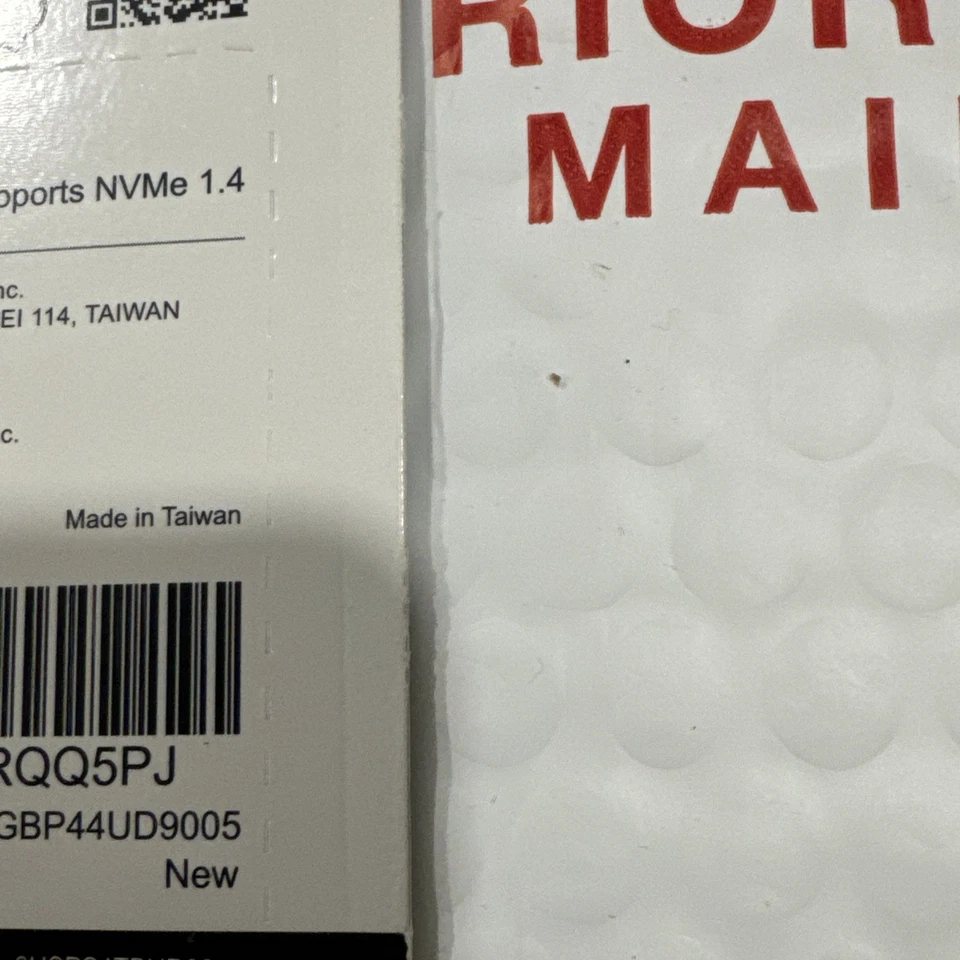 pports NVMe 1.4
nc.
EI 114, TAIWAN
c.
Made in Taiwan
RQQ5PJ
GBP44UD9005
New
RIOR
MAI